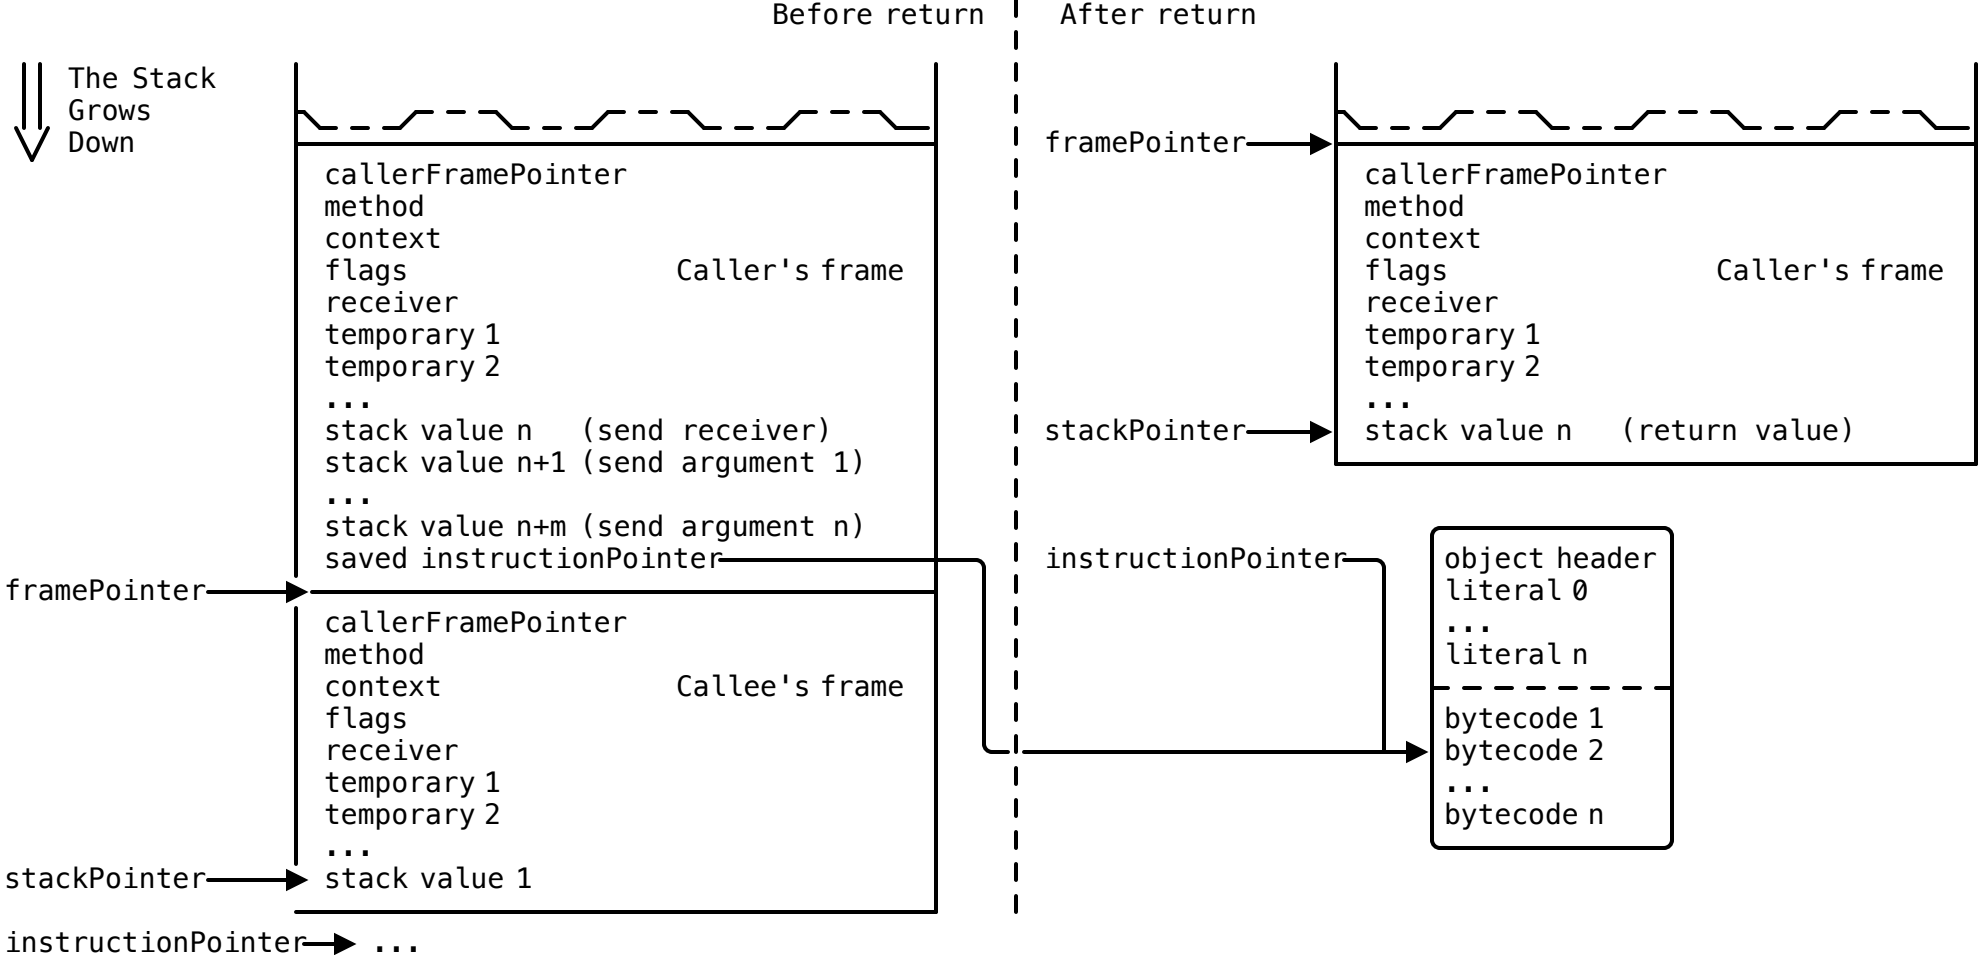 Before return
After return
The Stack
Grows
Down
callerFramePointer
method
context
flags Caller's frame
receiver
temporary 1
temporary 2
...
stack value n (send receiver)
stack value n+1 (send argument 1)
...
stack value n+m (send argument n)
saved instructionPointer
framePointer
callerFramePointer
method
context Callee's frame
flags
receiver
temporary 1
temporary 2
...
stackPointer
stack value 1
instructionPointer
...
framePointer
callerFramePointer
method
context
flags Caller's frame
receiver
temporary 1
temporary 2
...
stackPointer
stack value n (return value)
instructionPointer
object header
literal 0
...
literal n
bytecode 1
bytecode 2
...
bytecode n